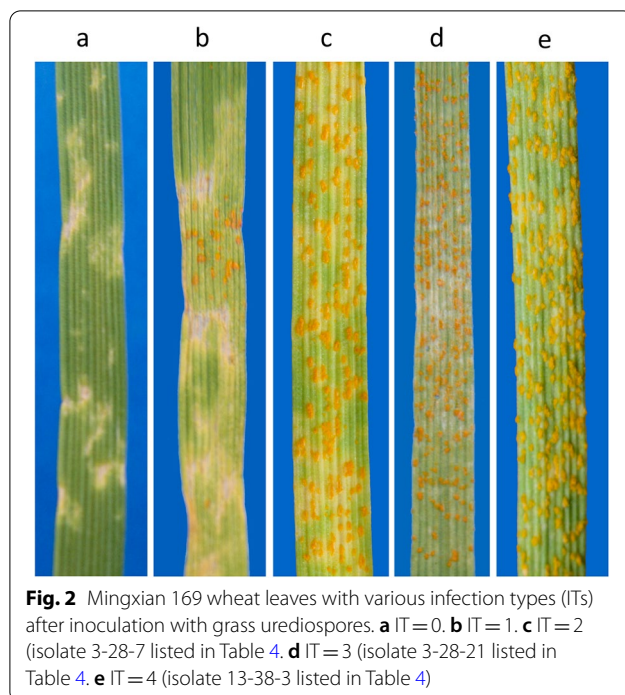 a b c d e
Fig. 2 Mingxian 169 wheat leaves with various infection types (ITs)
after inoculation with grass urediospores. a IT=0. b IT=1. c IT=2
(isolate 3-28-7 listed in Table 4. d IT=3 (isolate 3-28-21 listed in
Table 4. e IT=4 (isolate 13-38-3 listed in Table 4)